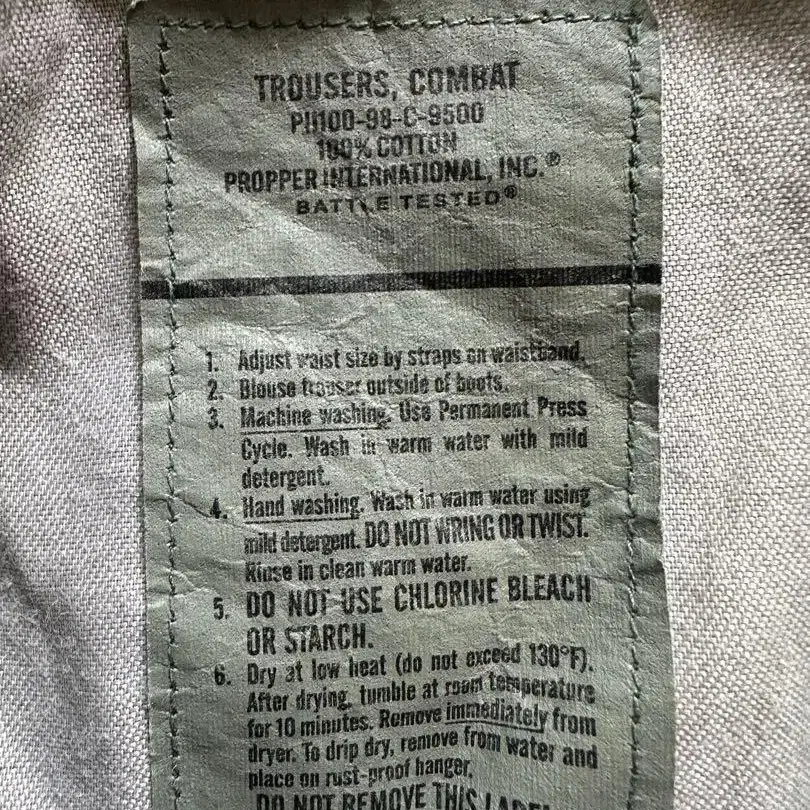 TROUSERS, COMBAT
PU100-98-C-9500
100% COTTON
PROPPER INTERNATIONAL, INC.®
BATTLE TESTED®
1. Adjust waist size by straps on waistband.
2. Blouse trouser outside of boots.
3. Machine washing. Use Permanent Press
Cycle. Wash in warm water with mild
detergent.
4. Hand washing. Wash in warm water using
mild detergent. DO NOT WRING OR TWIST.
Rinse in clean warm water.
5. DO NOT USE CHLORINE BLEACH
OR STARCH.
6. Dry at low heat (do not exceed 130°F).
After drying, tumble at room temperature
for 10 minutes. Remove immediately from
dryer. To drip dry, remove from water and
place on rust-proof hanger.
DO NOT REMOVE THIS LABEL